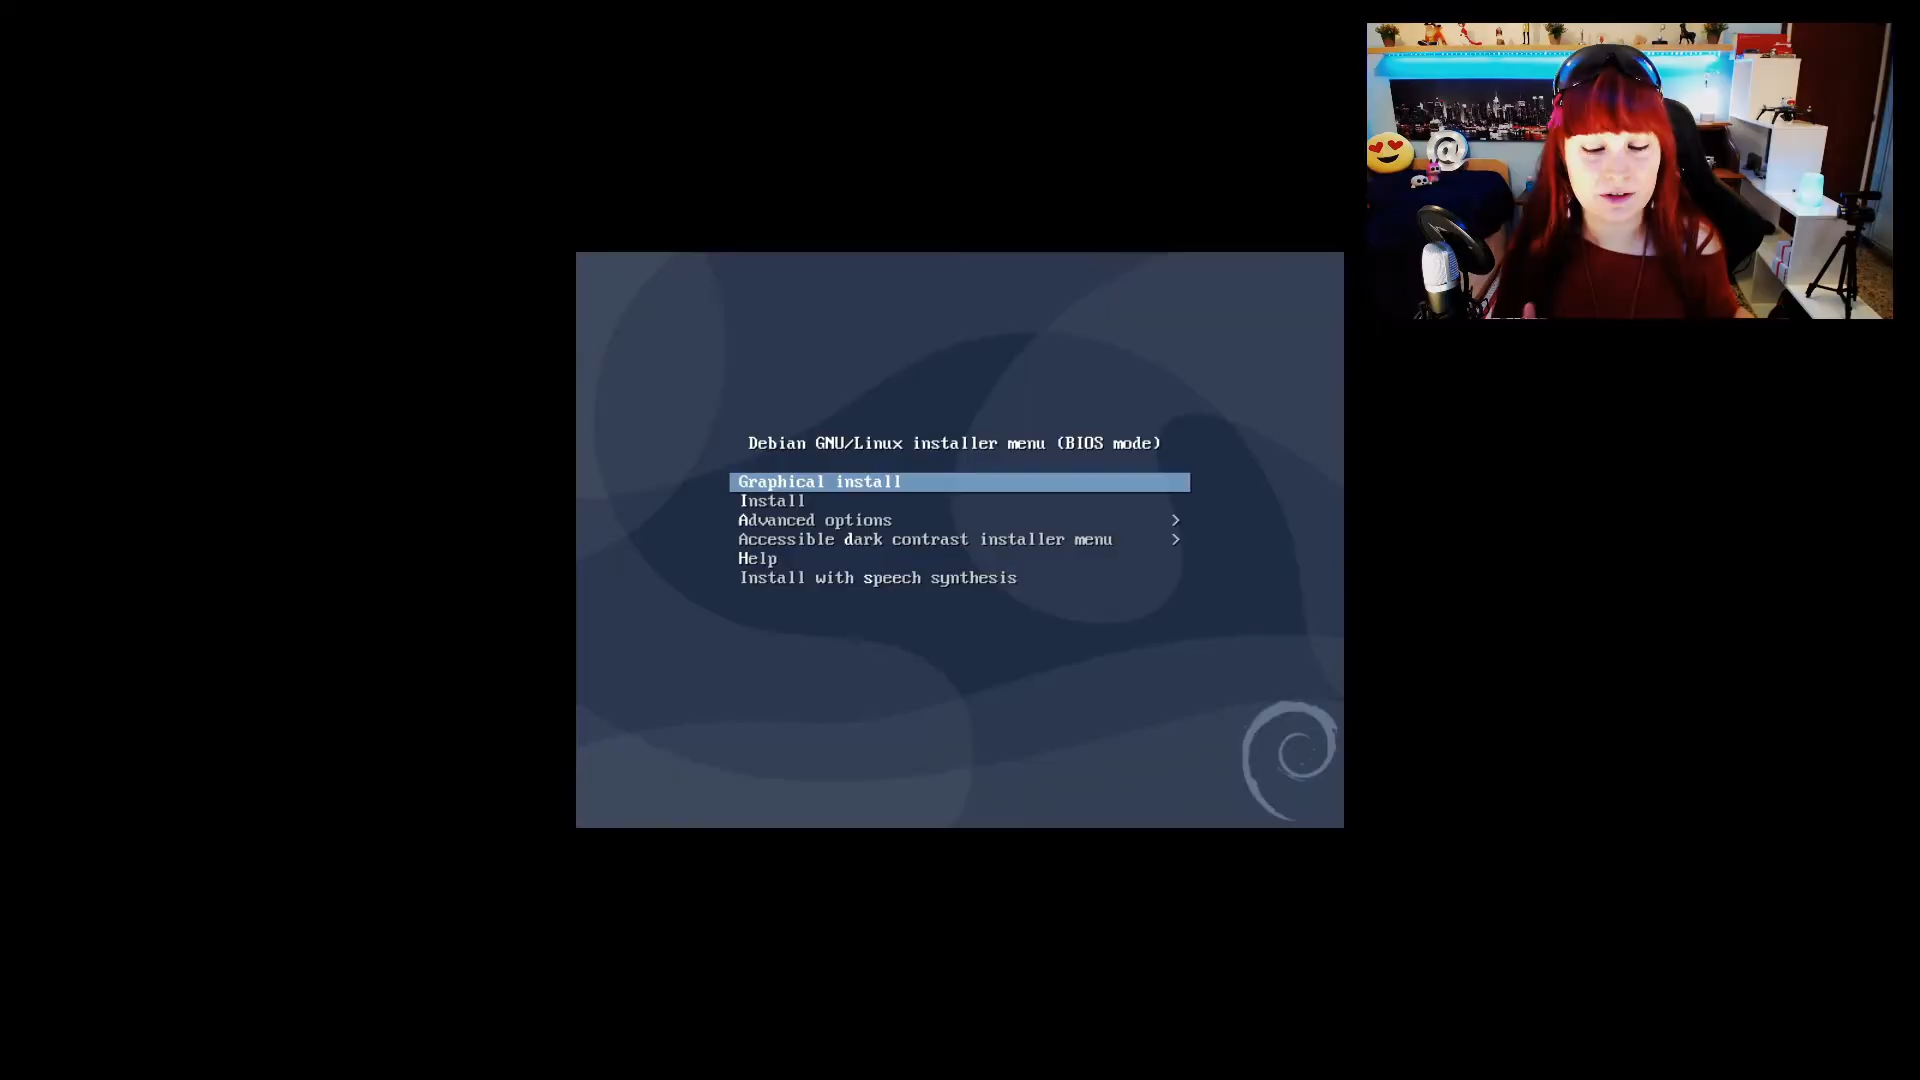 Debian GNU/Linux installer menu (BIOS mode)
Graphical install
Install
Advanced options >
Accessible dark contrast installer menu >
Help
Install with speech synthesis
@